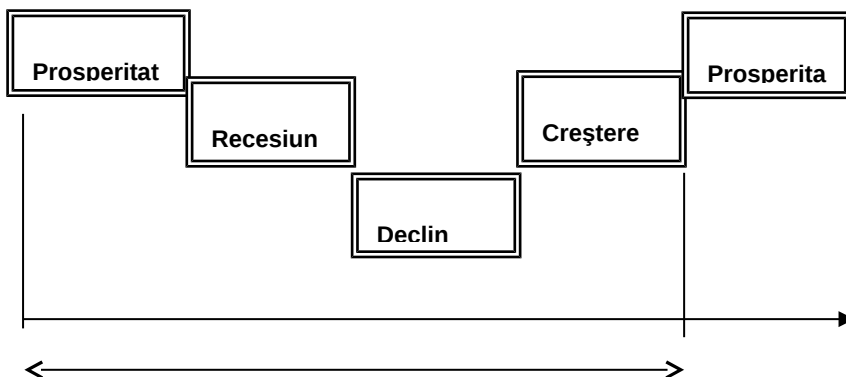 Prosperitat
Recesiun
Declin
Creştere
Prosperita